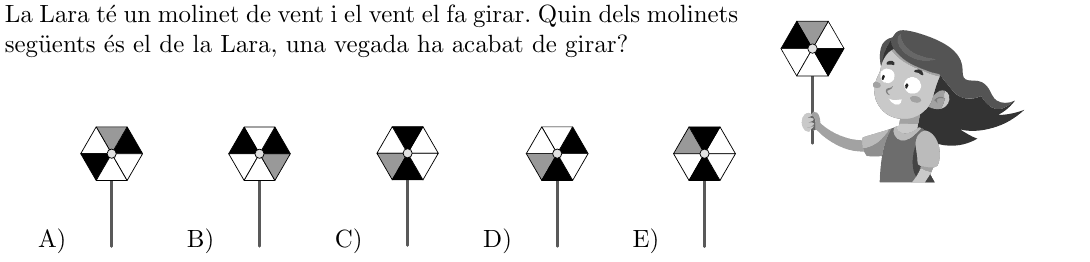 La Lara té un molinet de vent i el vent el fa girar. Quin dels molinets
següents és el de la Lara, una vegada ha acabat de girar?
A) B) C) D) E)